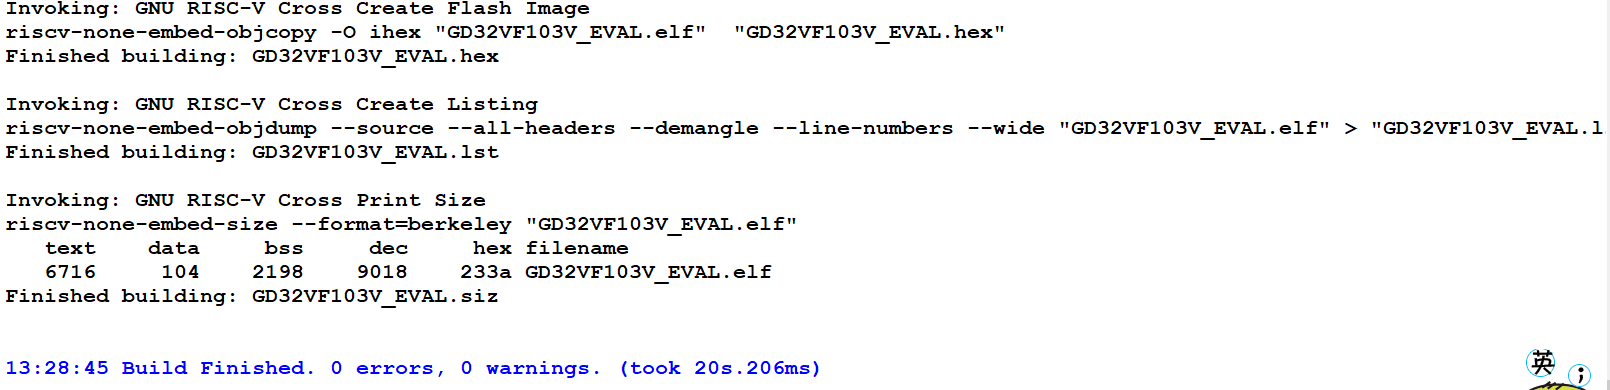 Invoking: GNU RISC-V Cross Create Flash Image
riscv-none-embed-objcopy -O ihex "GD32VF103V_EVAL.elf"  "GD32VF103V_EVAL.hex"
Finished building: GD32VF103V_EVAL.hex
Invoking: GNU RISC-V Cross Create Listing
riscv-none-embed-objdump --source --all-headers --demangle --line-numbers --wide "GD32VF103V_EVAL.elf" > "GD32VF103V_EVAL.l
Finished building: GD32VF103V_EVAL.lst
Invoking: GNU RISC-V Cross Print Size
riscv-none-embed-size --format=berkeley "GD32VF103V_EVAL.elf"
   text    data     bss     dec     hex filename
   6716     104    2198    9018    233a GD32VF103V_EVAL.elf
Finished building: GD32VF103V_EVAL.siz
13:28:45 Build Finished. 0 errors, 0 warnings. (took 20s.206ms)
英 ;